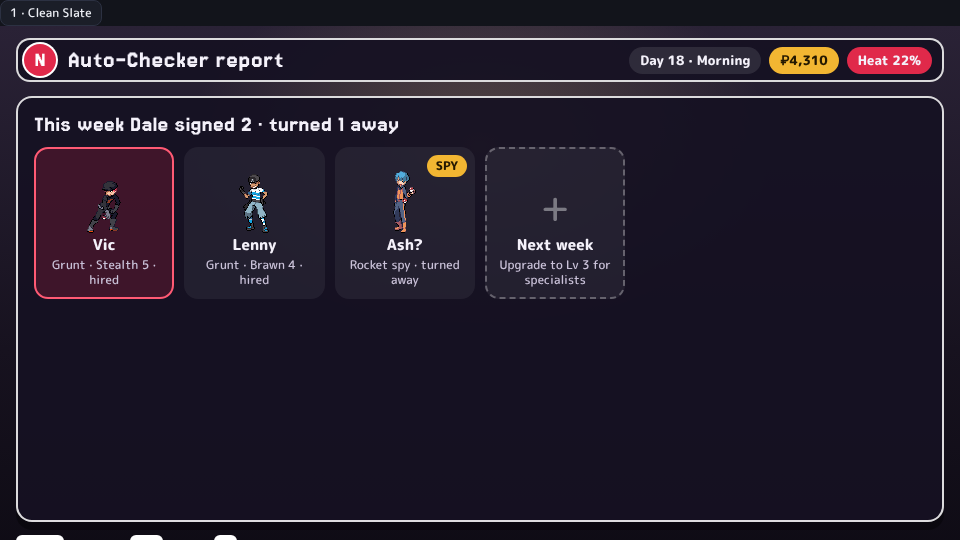 1 · Clean Slate
N
Auto-Checker report
Day 18 · Morning
₽4,310
Heat 22%
This week Dale signed 2 · turned 1 away
Vic
Grunt · Stealth 5 ·
hired
Lenny
Grunt · Brawn 4 ·
hired
SPY
Ash?
Rocket spy · turned
away
+
Next week
Upgrade to Lv 3 for
specialists